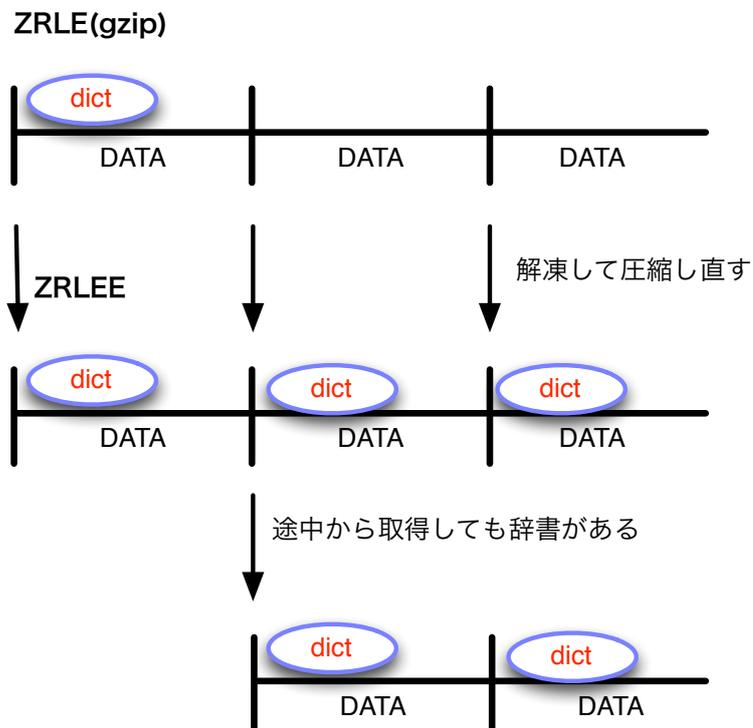 ZRLE(gzip)
dict
DATA DATA DATA
ZRLEE
解凍して圧縮し直す
dict dict dict
DATA DATA DATA
途中から取得しても辞書がある
dict dict
DATA DATA